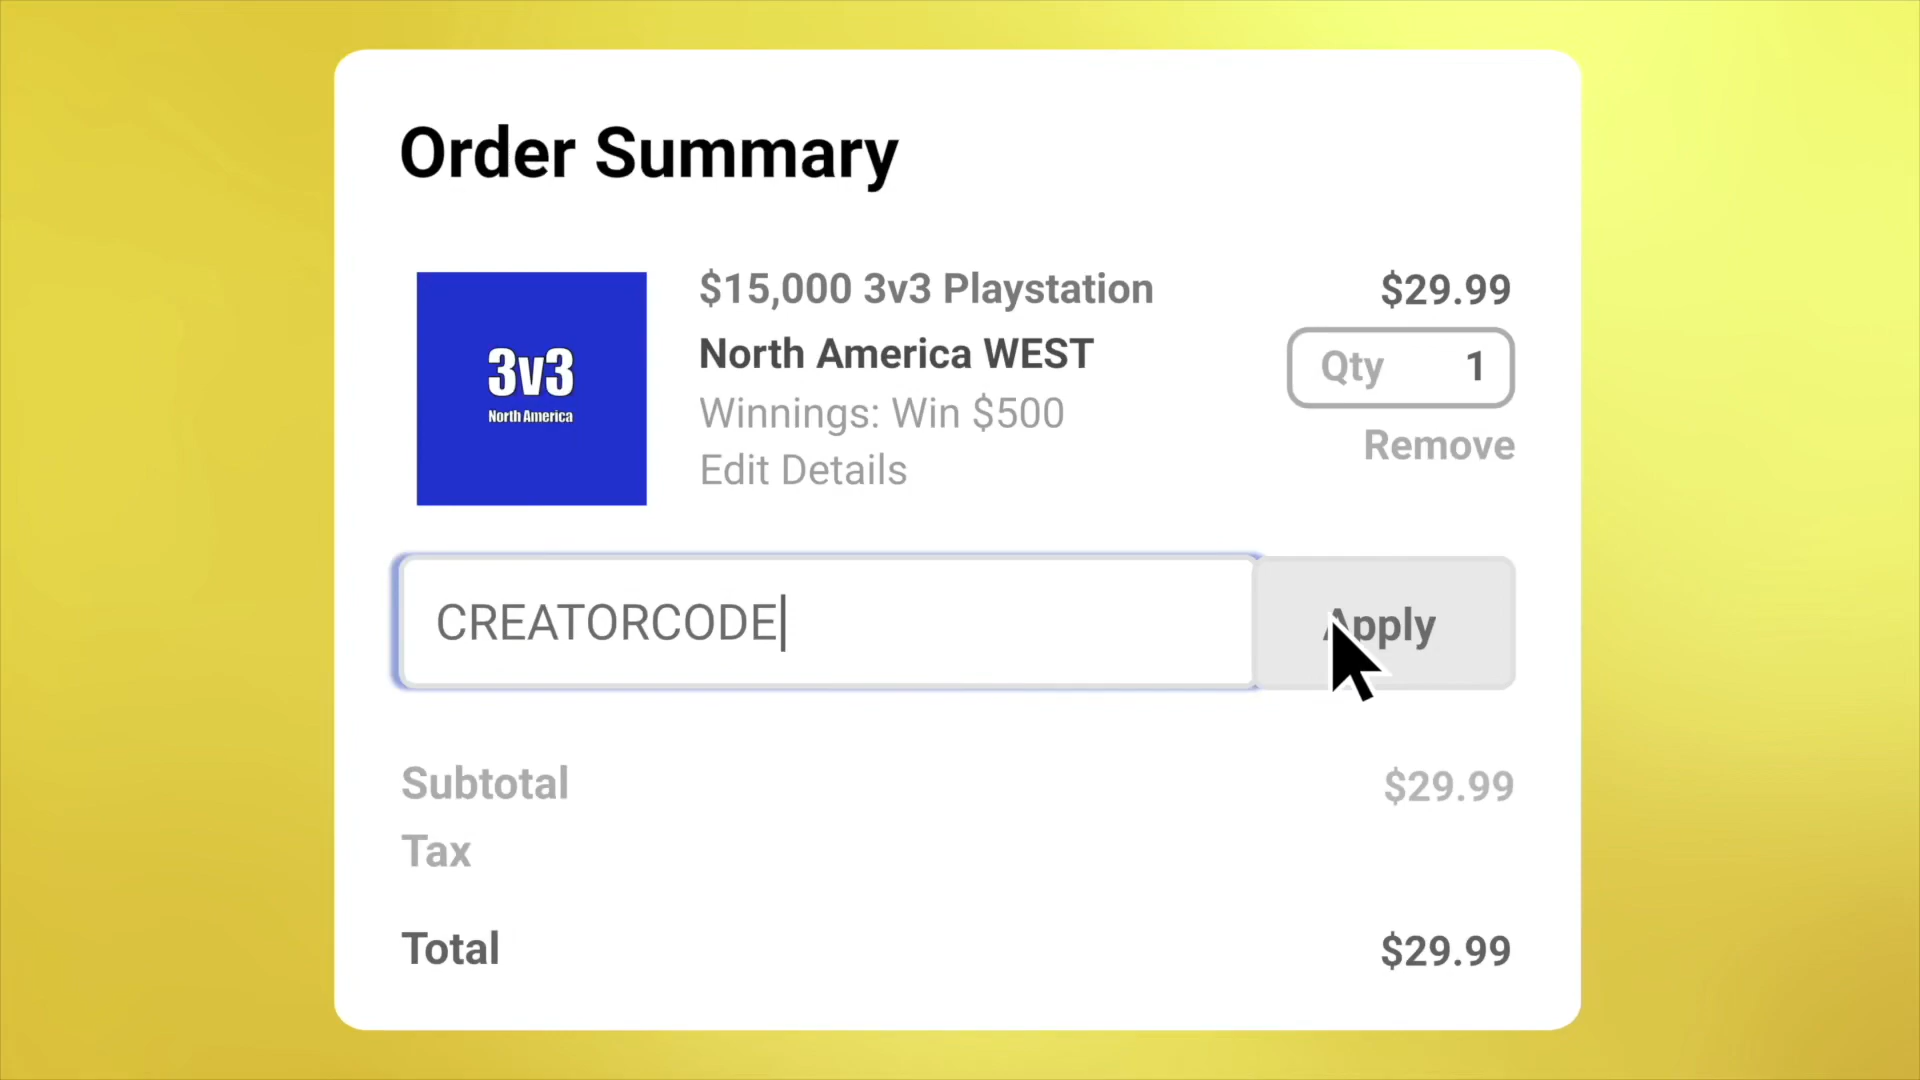 Order Summary
3v3
North America
$15,000 3v3 Playstation
North America WEST
Winnings: Win $500
Edit Details
$29.99
Qty 1
Remove
CREATORCODE
Apply
Subtotal $29.99
Tax
Total $29.99